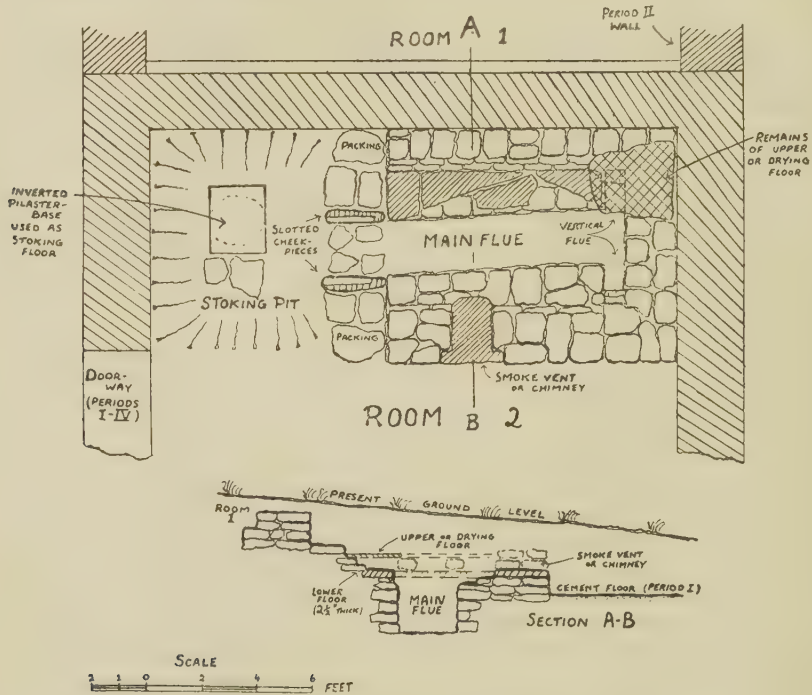 PERIOD II
WALL
ROOM A 1
REMAINS
OF UPPER
OR DRYING
FLOOR
PACKING
INVERTED
PILASTER-
BASE
USED AS
STOKING
FLOOR
SLOTTED
CHEEK-
PIECES
MAIN FLUE
VERTICAL
FLUE
STOKING PIT
PACKING
DOOR-
WAY
(PERIODS
I-IV)
SMOKE VENT
OR CHIMNEY
ROOM B 2
PRESENT GROUND LEVEL
ROOM
1
UPPER OR DRYING
FLOOR
SMOKE VENT
OR CHIMNEY
LOWER
FLOOR
(2½" THICK)
MAIN
FLUE
CEMENT FLOOR (PERIOD I)
SECTION A-B
SCALE
2 1 0 2 4 6
FEET